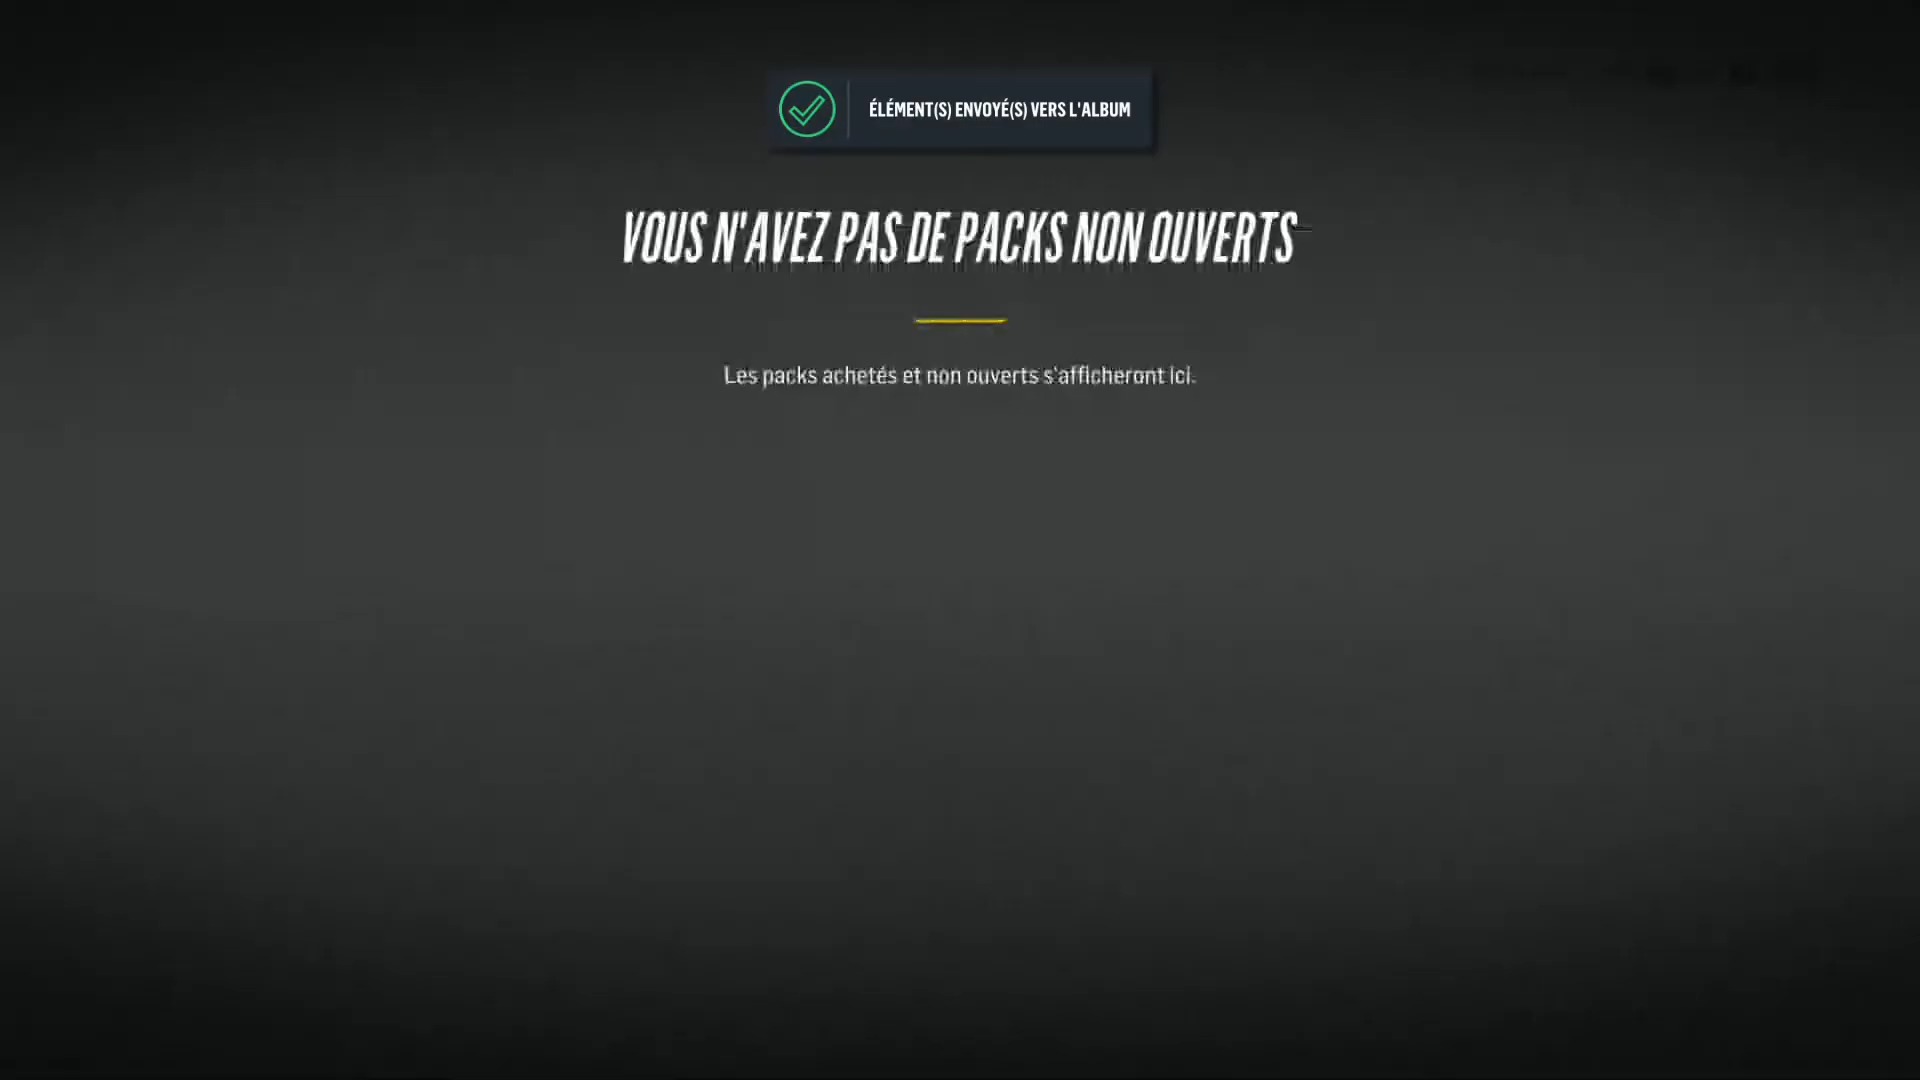 ÉLÉMENT(S) ENVOYÉ(S) VERS L'ALBUM
VOUS N'AVEZ PAS DE PACKS NON OUVERTS
Les packs achetés et non ouverts s'afficheront ici.